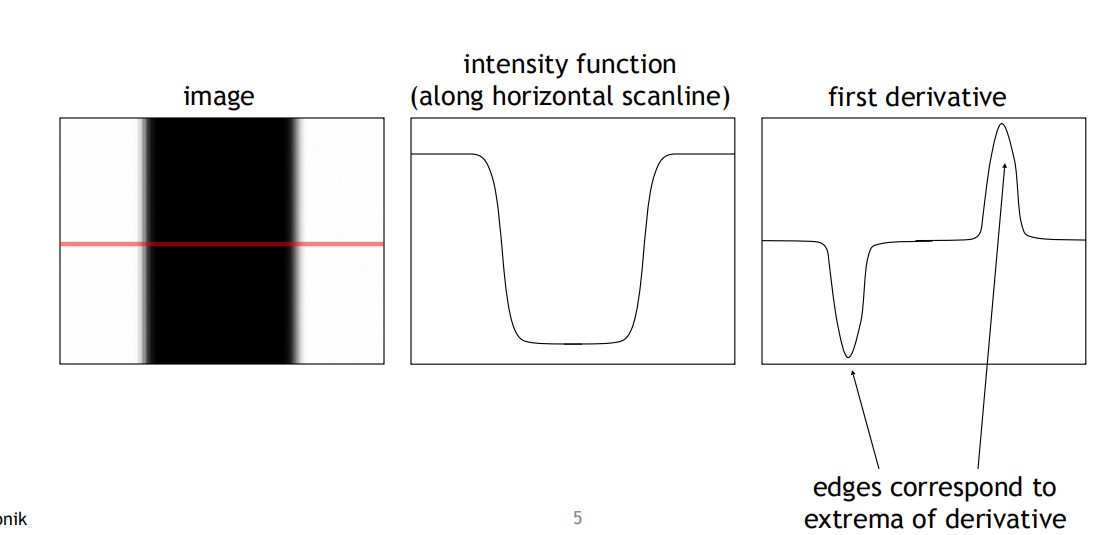 image
intensity function
(along horizontal scanline)
first derivative
edges correspond to
extrema of derivative
onik
5